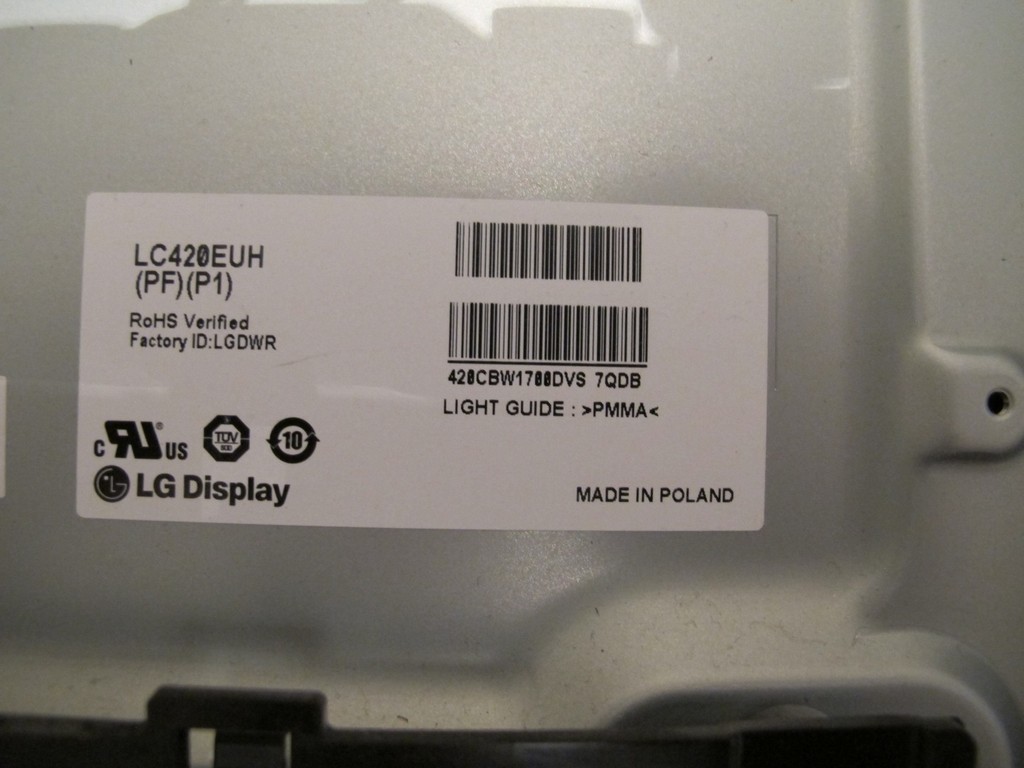 LC420EUH
(PF)(P1)
RoHS Verified
Factory ID:LGDWR
420CBW1700DVS 7QDB
LIGHT GUIDE : >PMMA<
C RU ® US TÜV 10
LG Display
MADE IN POLAND